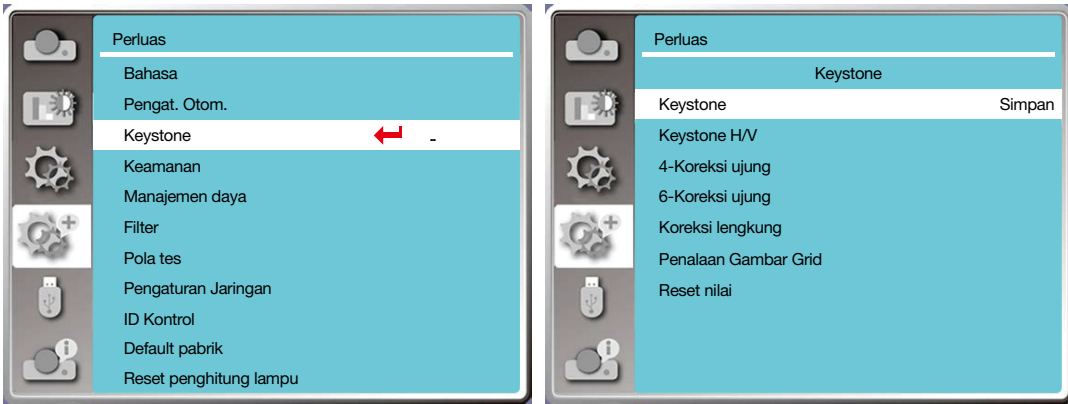 Perluas
Bahasa
Pengat. Otom.
Keystone -
Keamanan
Manajemen daya
Filter
Pola tes
Pengaturan Jaringan
ID Kontrol
Default pabrik
Reset penghitung lampu
Perluas
Keystone
Keystone Simpan
Keystone H/V
4-Koreksi ujung
6-Koreksi ujung
Koreksi lengkung
Penalaan Gambar Grid
Reset nilai